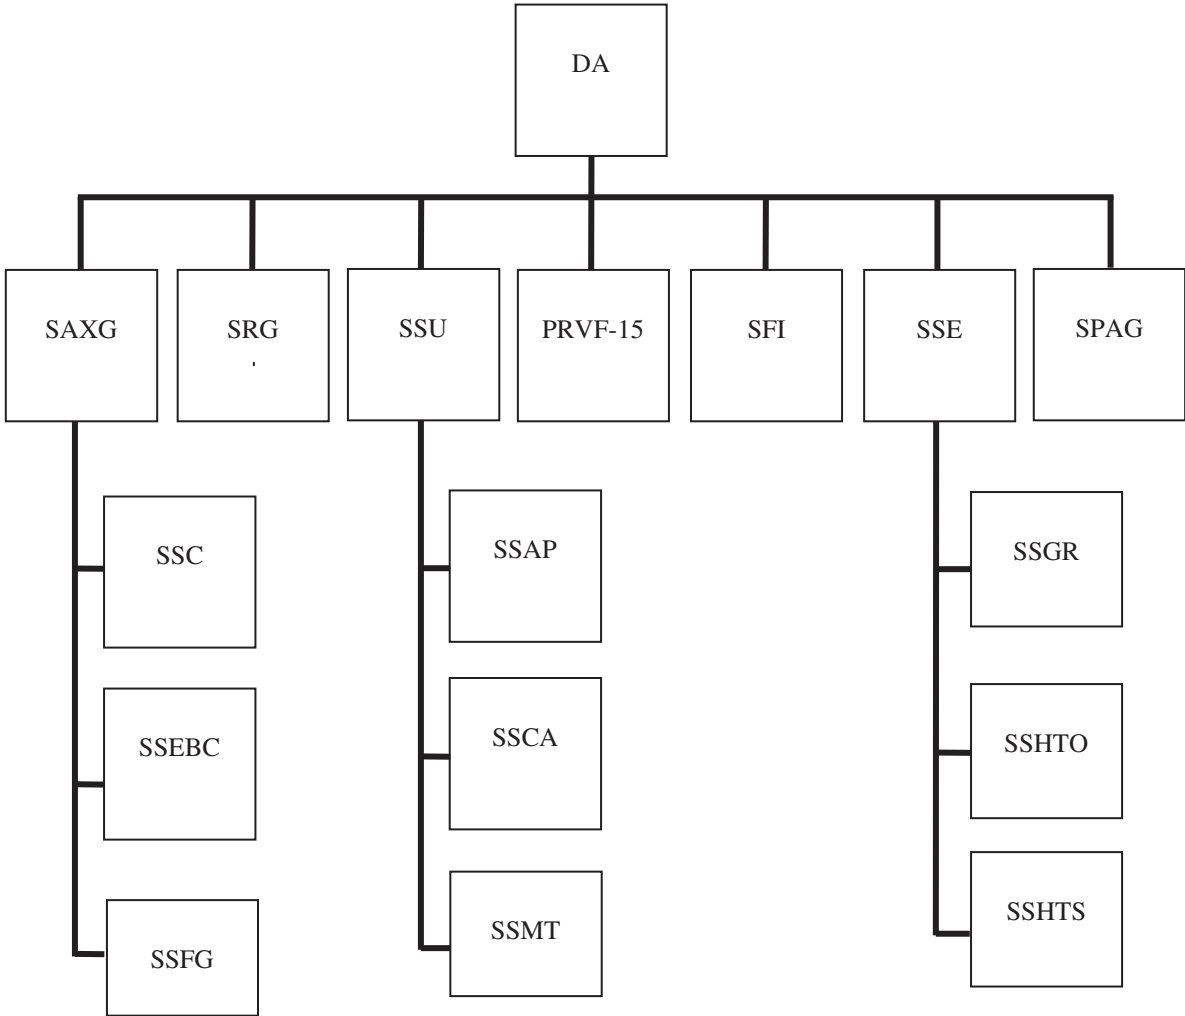 DA
SAXG
SRG
SSU
PRVF-15
SFI
SSE
SPAG
SSC
SSAP
SSGR
SSEBC
SSCA
SSHTO
SSFG
SSMT
SSHTS